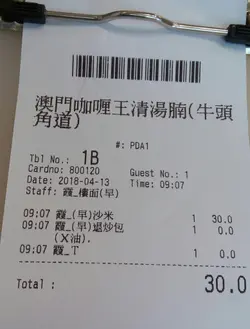 澳門咖喱王清湯腩(牛頭
角道)
#: PDA1
Tbl No.: 1B
Cardno: 800120 Guest No.: 1
Date: 2018-04-13 Time: 09:07
Staff: 霞_樓面(早)
09:07 霞_(早)沙米 1 30.0
09:07 霞_(早)退炒包 1 0.0
(X油).
09:07 霞_T 1 0.0
Total: 30.0